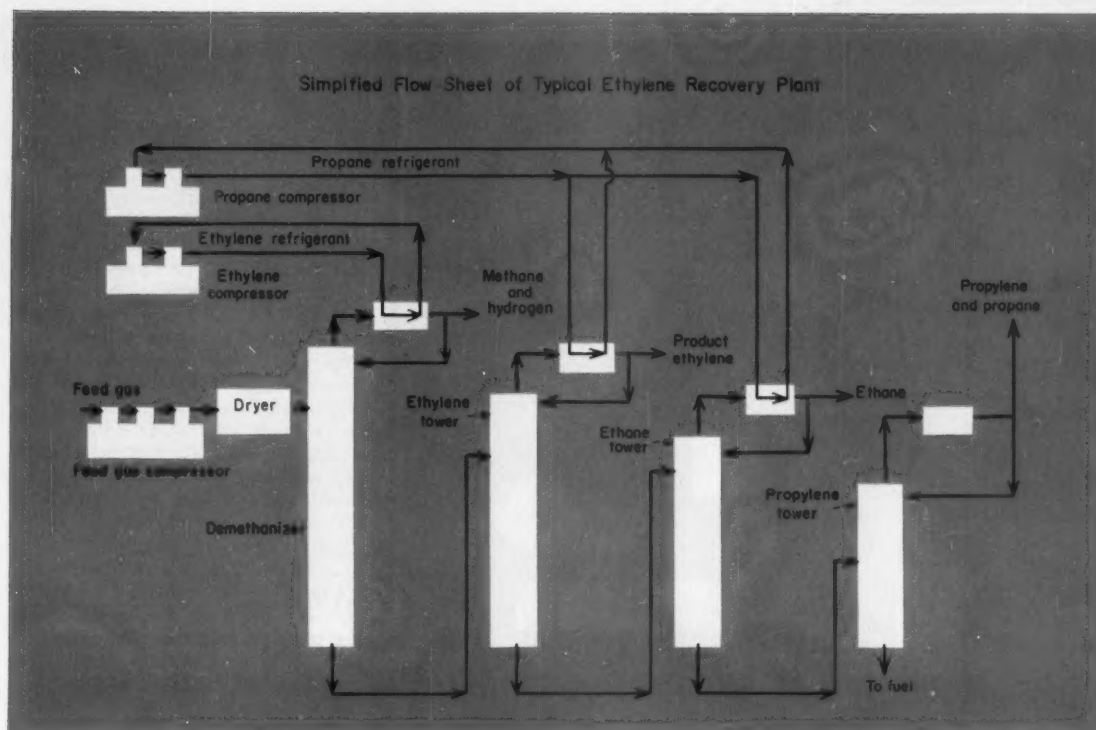 Simplified Flow Sheet of Typical Ethylene Recovery Plant
Propane refrigerant
Propane compressor
Ethylene refrigerant
Ethylene
compressor
Methane
and
hydrogen
Propylene
and propane
Product
ethylene
Feed gas
Dryer
Feed gas compressor
Ethylene
tower
Ethane
Ethane
tower
Demethaniz
Propylene
tower
To fuel